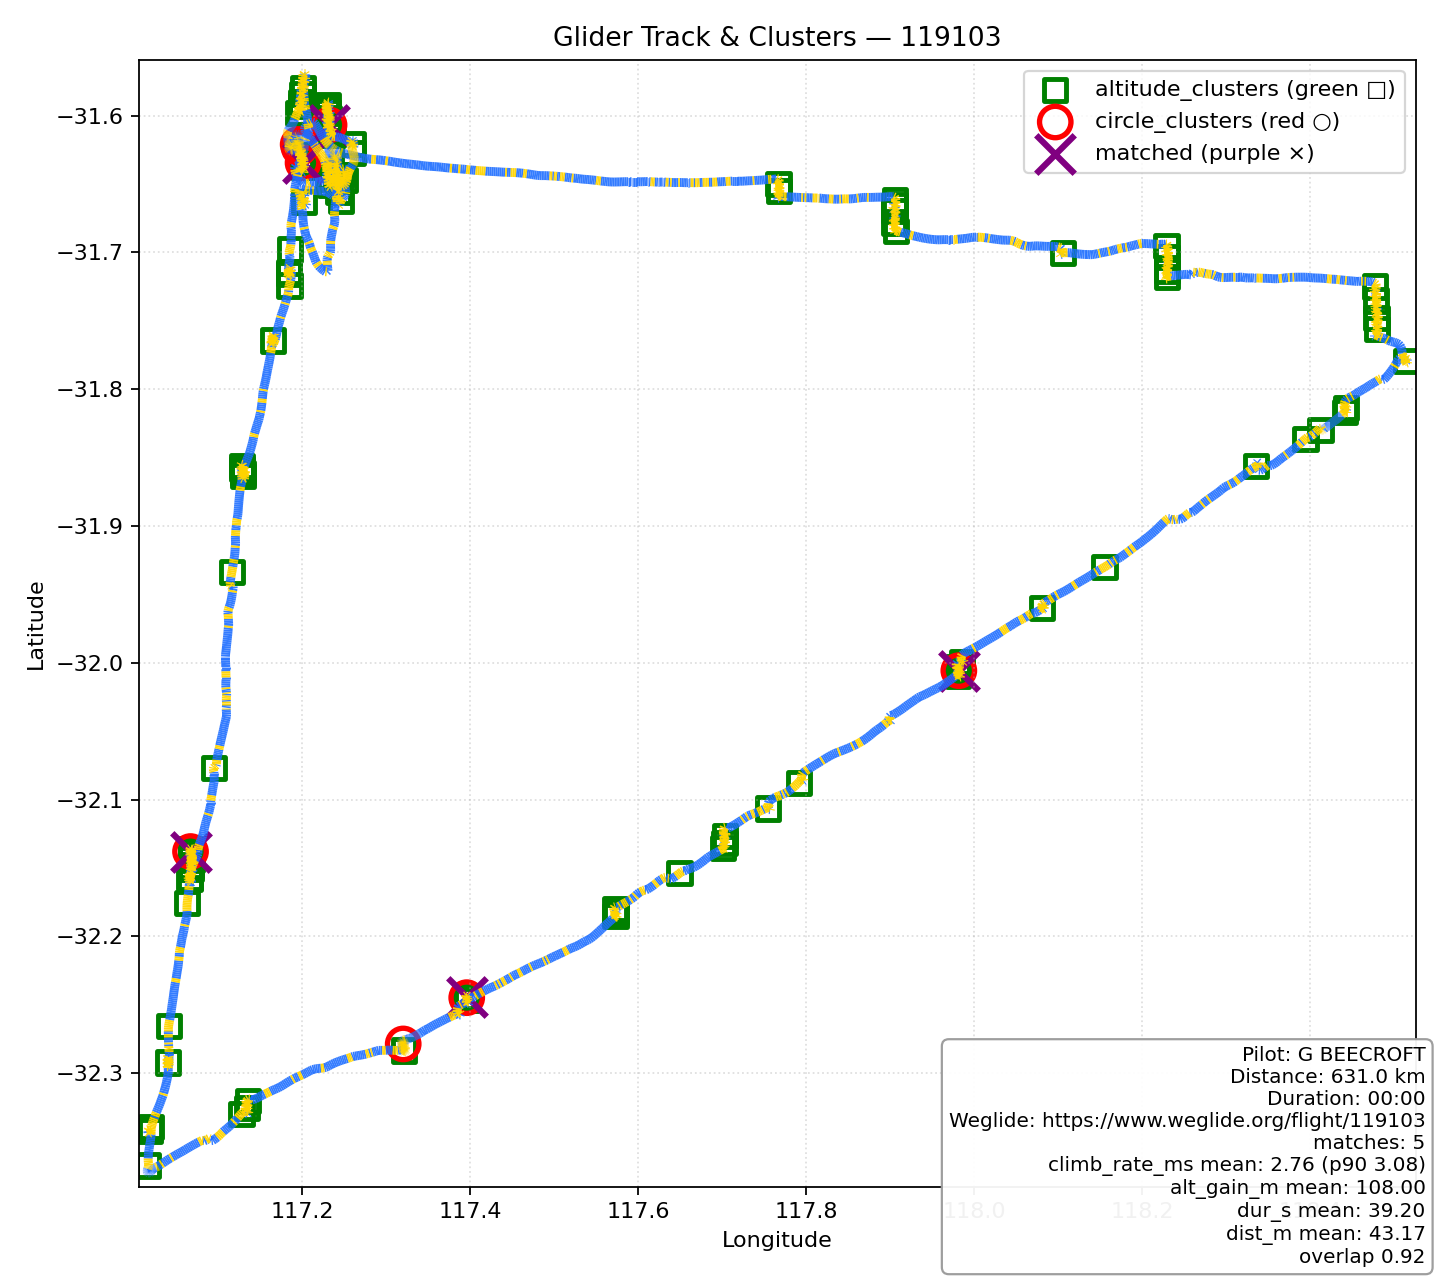 Glider Track & Clusters — 119103
altitude_clusters (green □)
circle_clusters (red ○)
matched (purple ×)
Latitude
−31.6
−31.7
−31.8
−31.9
−32.0
−32.1
−32.2
−32.3
117.2
117.4
117.6
117.8
118.0
118.2
Longitude
Pilot: G BEECROFT
Distance: 631.0 km
Duration: 00:00
Weglide: https://www.weglide.org/flight/119103
matches: 5
climb_rate_ms mean: 2.76 (p90 3.08)
alt_gain_m mean: 108.00
dur_s mean: 39.20
dist_m mean: 43.17
overlap 0.92